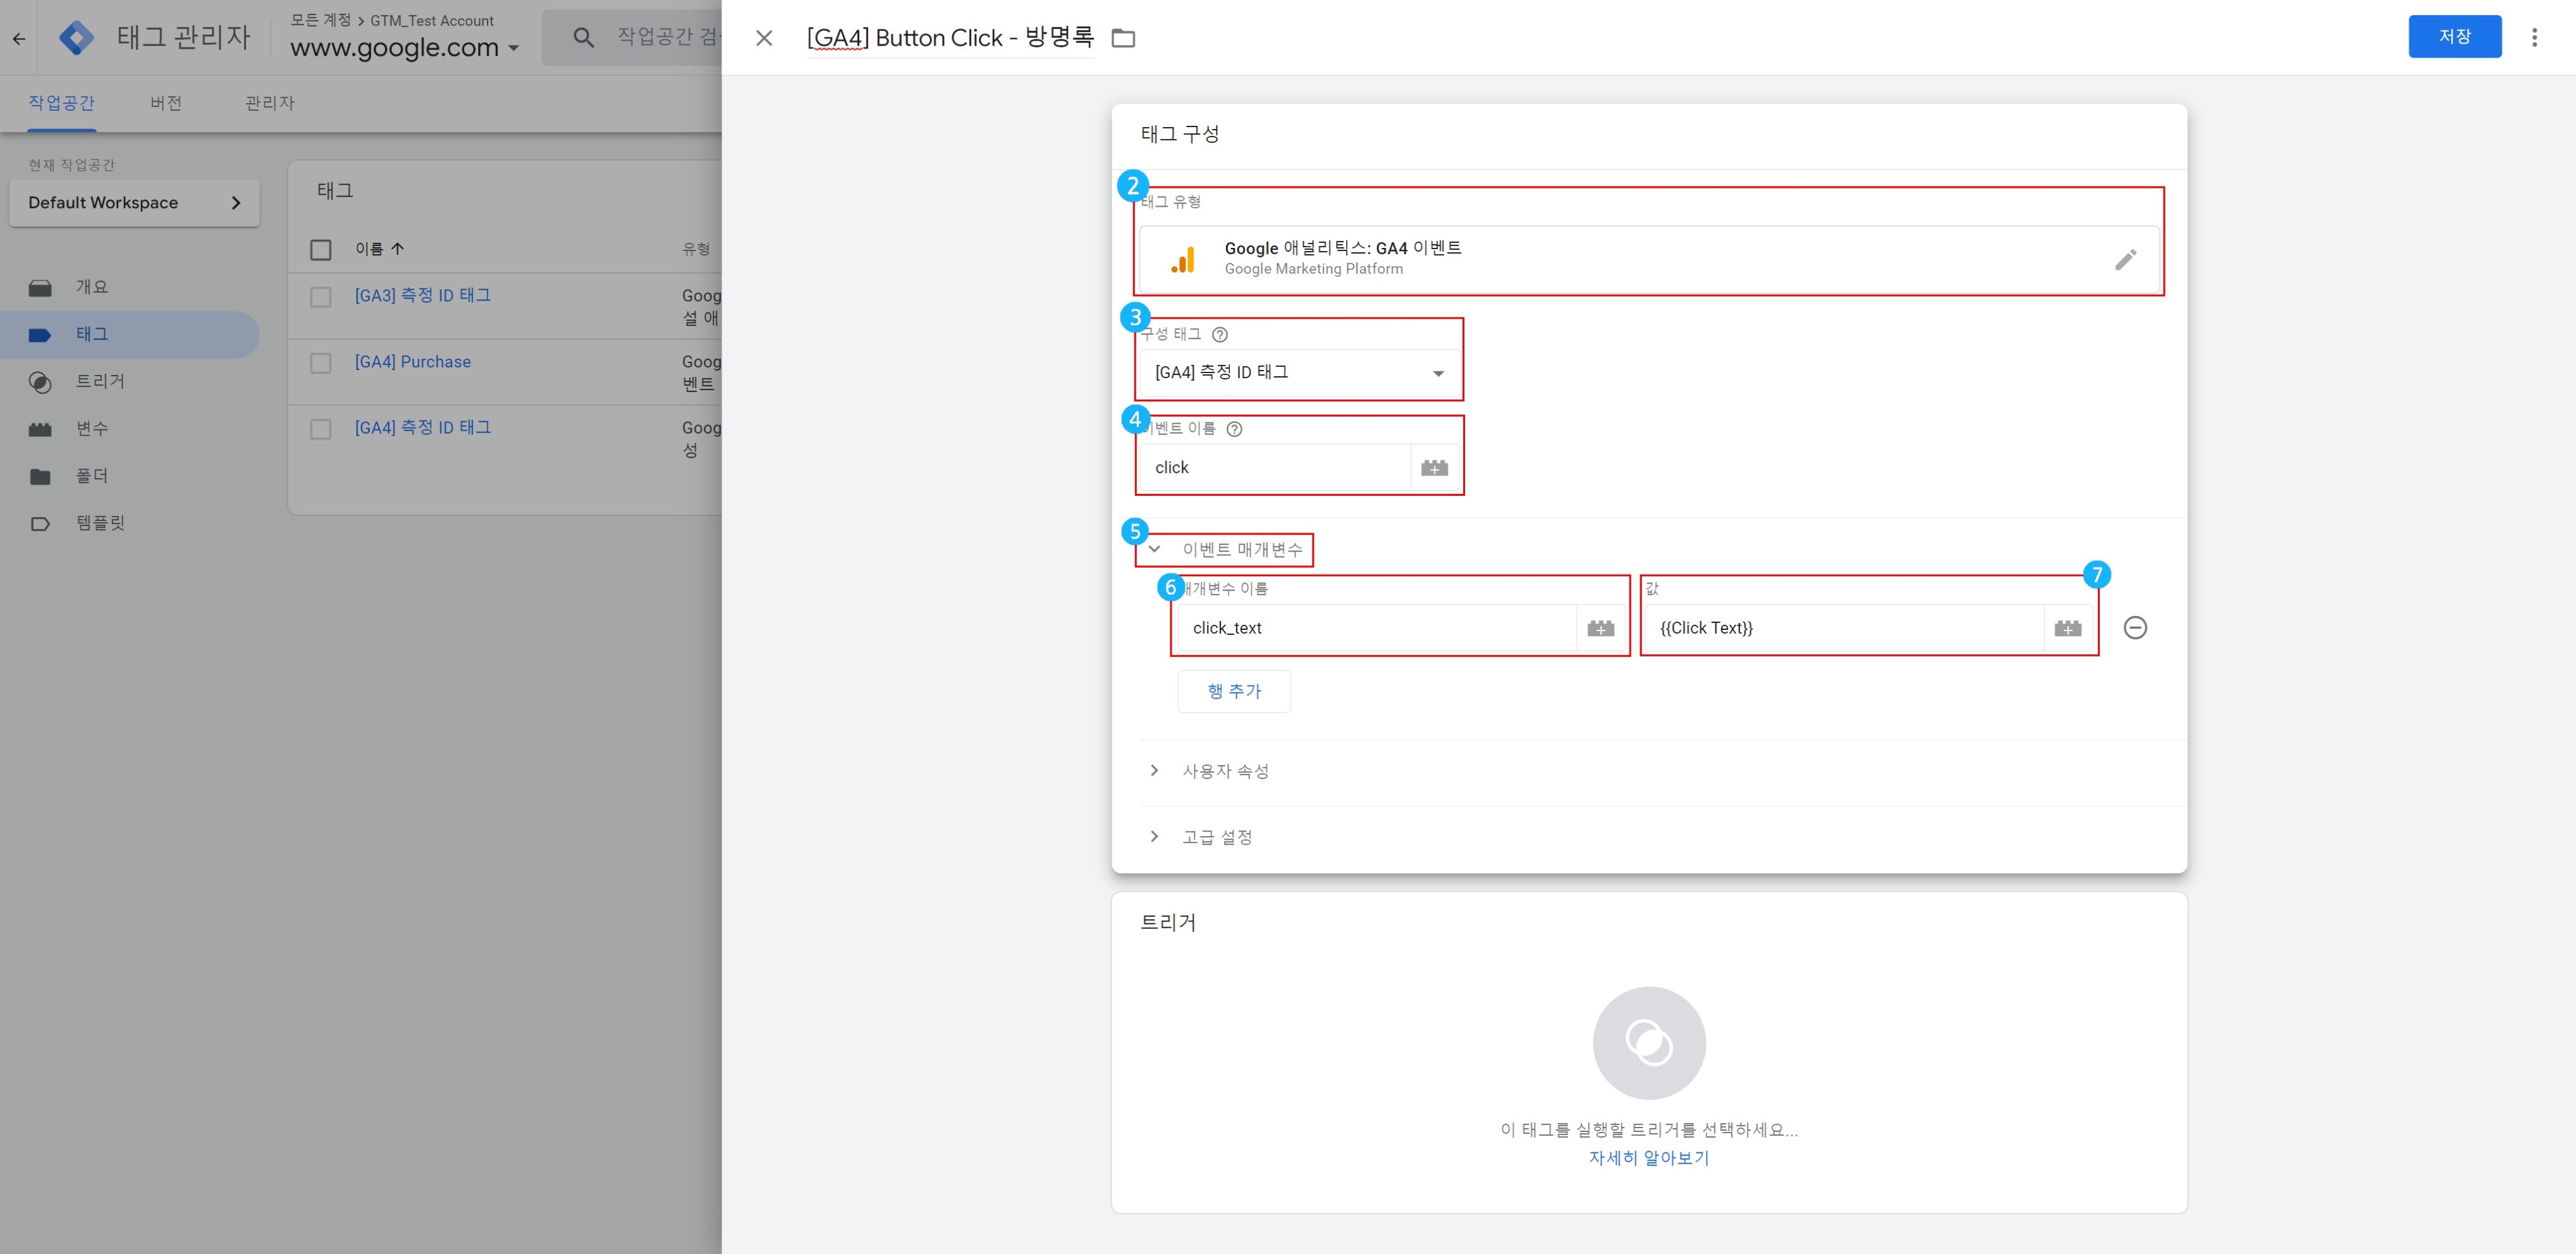 태그 관리자
모든 계정 > GTM_Test Account
www.google.com
작업공간 검
작업공간
버전
관리자
현재 작업공간
Default Workspace
개요
태그
트리거
변수
폴더
템플릿
태그
이름
유형
[GA3] 측정 ID 태그
Goog
설 애
[GA4] Purchase
Goog
벤트
[GA4] 측정 ID 태그
Goog
성
[GA4] Button Click - 방명록
저장
태그 구성
2
태그 유형
Google 애널리틱스: GA4 이벤트
Google Marketing Platform
3
구성 태그
[GA4] 측정 ID 태그
4
이벤트 이름
click
5
이벤트 매개변수
6
매개변수 이름
click_text
7
값
{{Click Text}}
행 추가
사용자 속성
고급 설정
트리거
이 태그를 실행할 트리거를 선택하세요...
자세히 알아보기